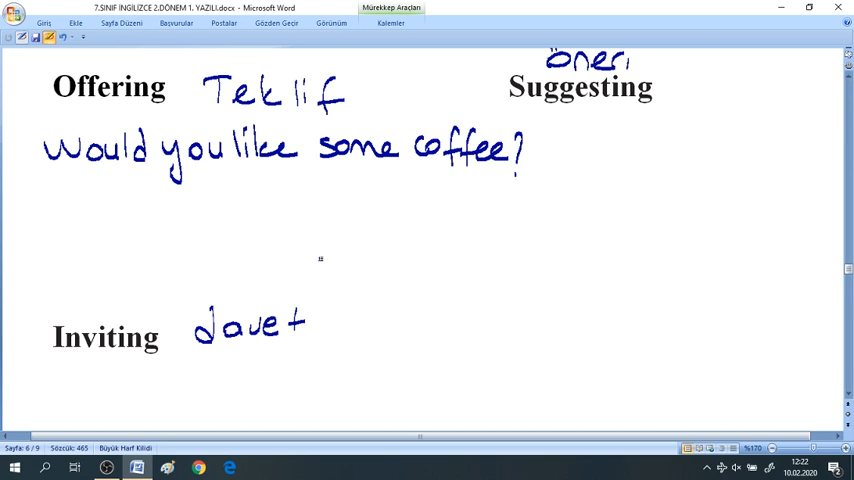 7.SINIF İNGİLİZCE 2.DÖNEM 1. YAZILI.docx - Microsoft Word
Mürekkep Araçları
Giriş Ekle Sayfa Düzeni Başvurular Postalar Gözden Geçir Görünüm Kalemler
Offering Teklif
öneri
Suggesting
Would you like some coffee?
Inviting davet
Sayfa: 6 / 9 Sözcük: 465 Büyük Harf Kilidi %170
12:22
10.02.2020
2